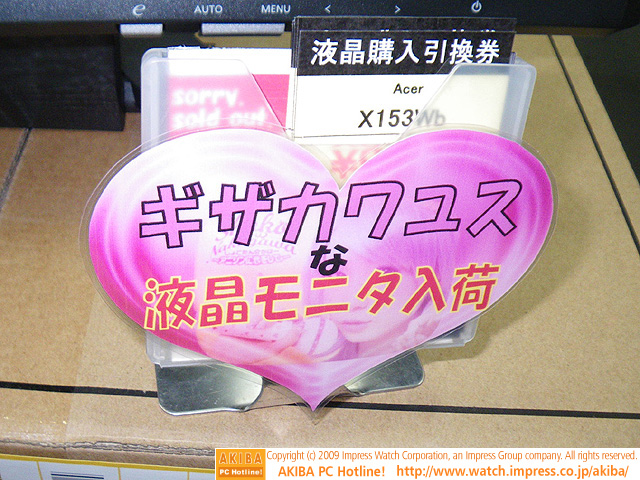 e AUTO MENU < >
液晶購入引換券
Acer
X153Wb
sorry.
sold out
ギザカワユス
な
液晶モニタ入荷
AKIBA
PC Hotline!
Copyright (c) 2009 Impress Watch Corporation, an Impress Group company. All rights reserved.
AKIBA PC Hotline! http://www.watch.impress.co.jp/akiba/